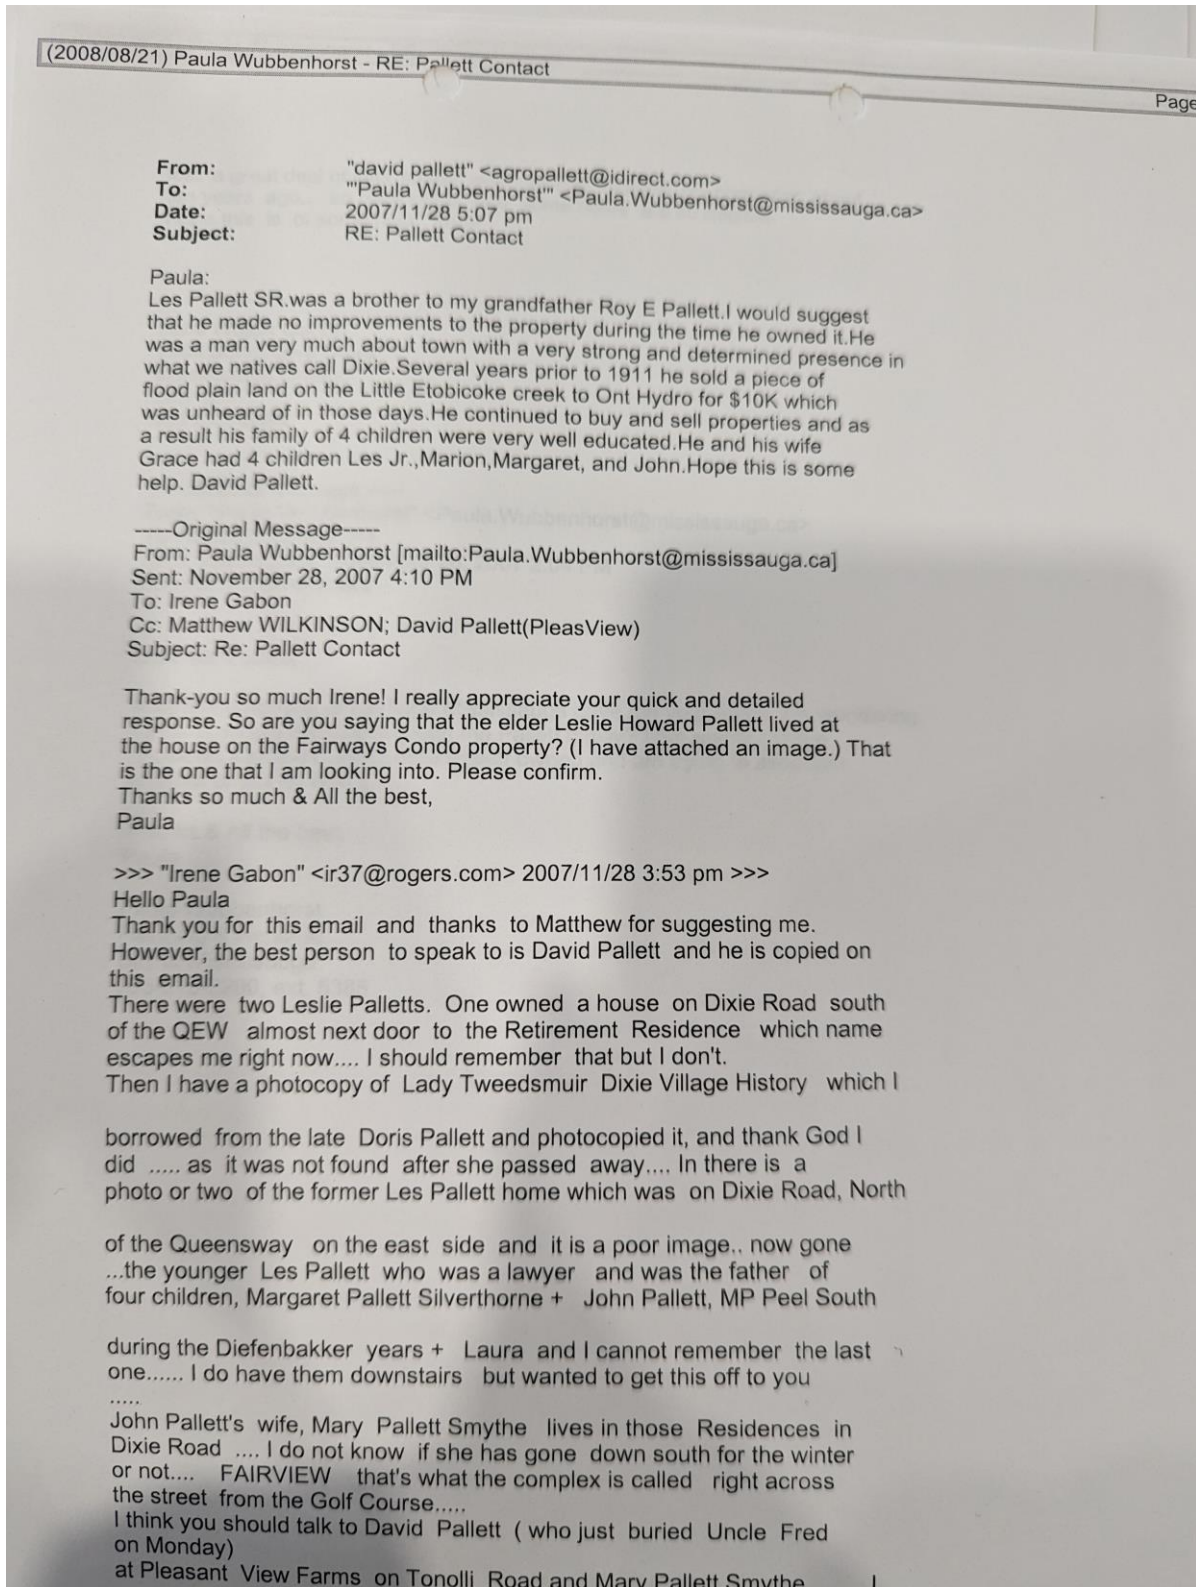 (2008/08/21) Paula Wubbenhorst - RE: Pallett Contact
Page
From: "david pallett" <agropallett@idirect.com>
To: "'Paula Wubbenhorst'" <Paula.Wubbenhorst@mississauga.ca>
Date: 2007/11/28 5:07 pm
Subject: RE: Pallett Contact
Paula:
Les Pallett SR.was a brother to my grandfather Roy E Pallett.I would suggest
that he made no improvements to the property during the time he owned it.He
was a man very much about town with a very strong and determined presence in
what we natives call Dixie.Several years prior to 1911 he sold a piece of
flood plain land on the Little Etobicoke creek to Ont Hydro for $10K which
was unheard of in those days.He continued to buy and sell properties and as
a result his family of 4 children were very well educated.He and his wife
Grace had 4 children Les Jr.,Marion,Margaret, and John.Hope this is some
help. David Pallett.
-----Original Message-----
From: Paula Wubbenhorst [mailto:Paula.Wubbenhorst@mississauga.ca]
Sent: November 28, 2007 4:10 PM
To: Irene Gabon
Cc: Matthew WILKINSON; David Pallett(PleasView)
Subject: Re: Pallett Contact
Thank-you so much Irene! I really appreciate your quick and detailed
response. So are you saying that the elder Leslie Howard Pallett lived at
the house on the Fairways Condo property? (I have attached an image.) That
is the one that I am looking into. Please confirm.
Thanks so much & All the best,
Paula
>>> "Irene Gabon" <ir37@rogers.com> 2007/11/28 3:53 pm >>>
Hello Paula
Thank you for this email and thanks to Matthew for suggesting me.
However, the best person to speak to is David Pallett and he is copied on
this email.
There were two Leslie Palletts. One owned a house on Dixie Road south
of the QEW almost next door to the Retirement Residence which name
escapes me right now.... I should remember that but I don't.
Then I have a photocopy of Lady Tweedsmuir Dixie Village History which I
borrowed from the late Doris Pallett and photocopied it, and thank God I
did ..... as it was not found after she passed away.... In there is a
photo or two of the former Les Pallett home which was on Dixie Road, North
of the Queensway on the east side and it is a poor image.. now gone
...the younger Les Pallett who was a lawyer and was the father of
four children, Margaret Pallett Silverthorne + John Pallett, MP Peel South
during the Diefenbakker years + Laura and I cannot remember the last
one...... I do have them downstairs but wanted to get this off to you
.....
John Pallett's wife, Mary Pallett Smythe lives in those Residences in
Dixie Road .... I do not know if she has gone down south for the winter
or not.... FAIRVIEW that's what the complex is called right across
the street from the Golf Course.....
I think you should talk to David Pallett ( who just buried Uncle Fred
on Monday)
at Pleasant View Farms on Tonolli Road and Mary Pallett Smythe